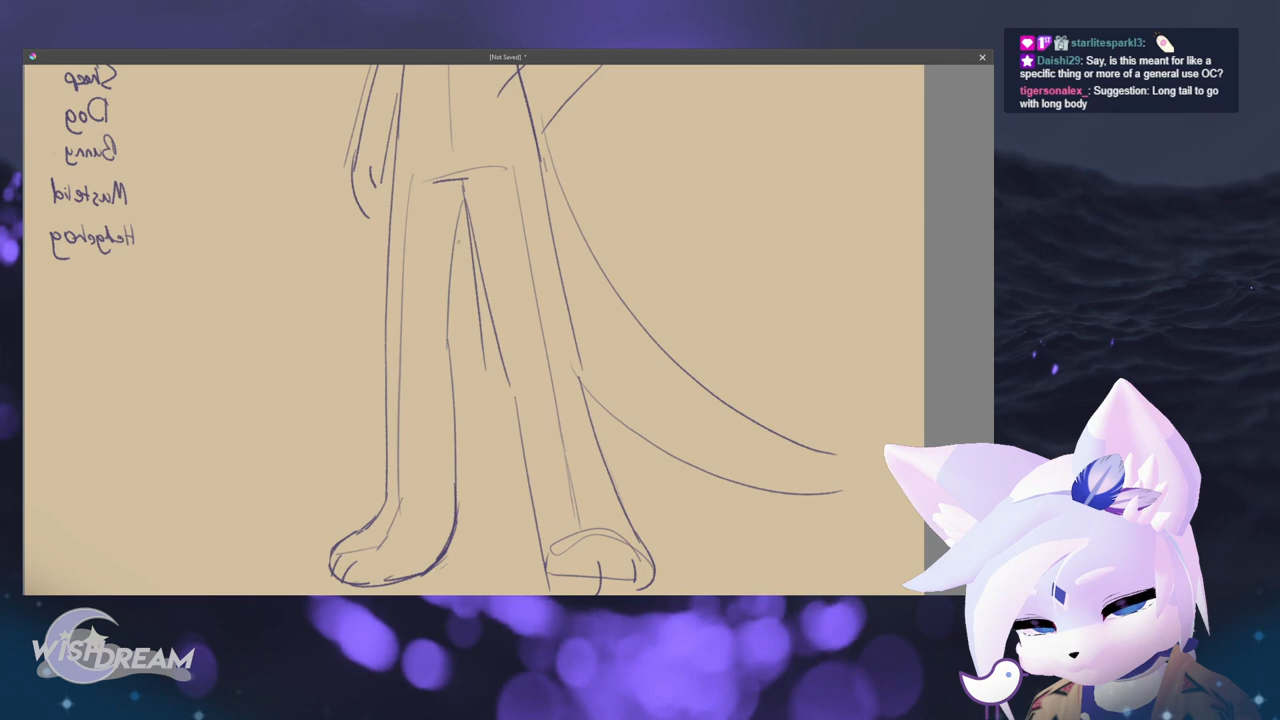 [Not Saved] *
Sheep
Dog
Bunny
Mustelid
Hedgehog
starlitesparkl3:
Daishi29: Say, is this meant for like a
specific thing or more of a general use OC?
tigersonalex_: Suggestion: Long tail to go
with long body
WISHDREAM